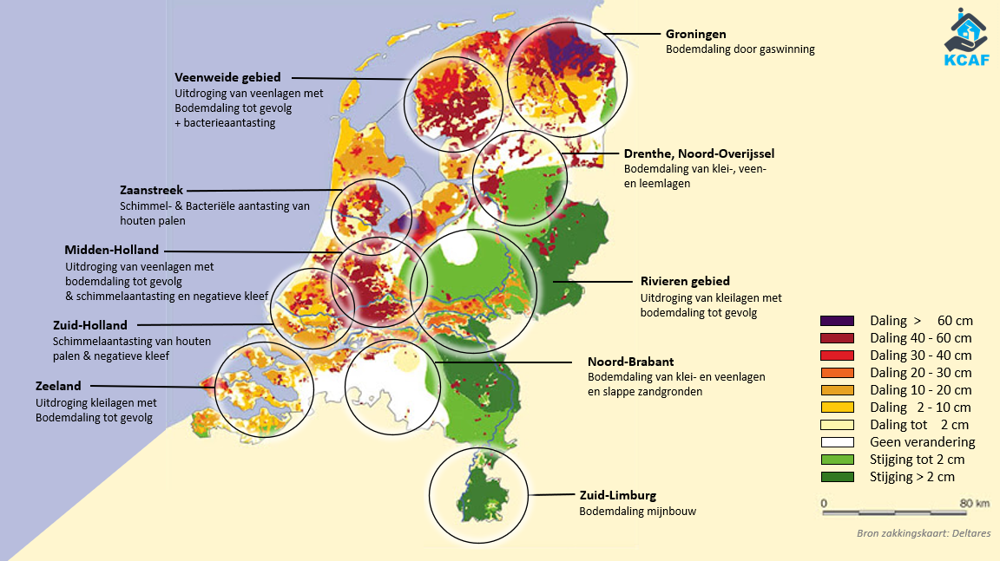 KCAF
Groningen
Bodemdaling door gaswinning
Veenweide gebied
Uitdroging van veenlagen met
Bodemdaling tot gevolg
+ bacterieaantasting
Drenthe, Noord-Overijssel
Bodemdaling van klei-, veen-
en leemlagen
Zaanstreek
Schimmel- & Bacteriële aantasting van
houten palen
Midden-Holland
Uitdroging van veenlagen met
bodemdaling tot gevolg
& schimmelaantasting en negatieve kleef
Rivieren gebied
Uitdroging van kleilagen met
bodemdaling tot gevolg
Zuid-Holland
Schimmelaantasting van houten
palen & negatieve kleef
Noord-Brabant
Bodemdaling van klei- en veenlagen
en slappe zandgronden
Zeeland
Uitdroging kleilagen met
Bodemdaling tot gevolg
Zuid-Limburg
Bodemdaling mijnbouw
Daling > 60 cm
Daling 40 - 60 cm
Daling 30 - 40 cm
Daling 20 - 30 cm
Daling 10 - 20 cm
Daling 2 - 10 cm
Daling tot 2 cm
Geen verandering
Stijging tot 2 cm
Stijging > 2 cm
0 80 km
Bron zakkingskaart: Deltares